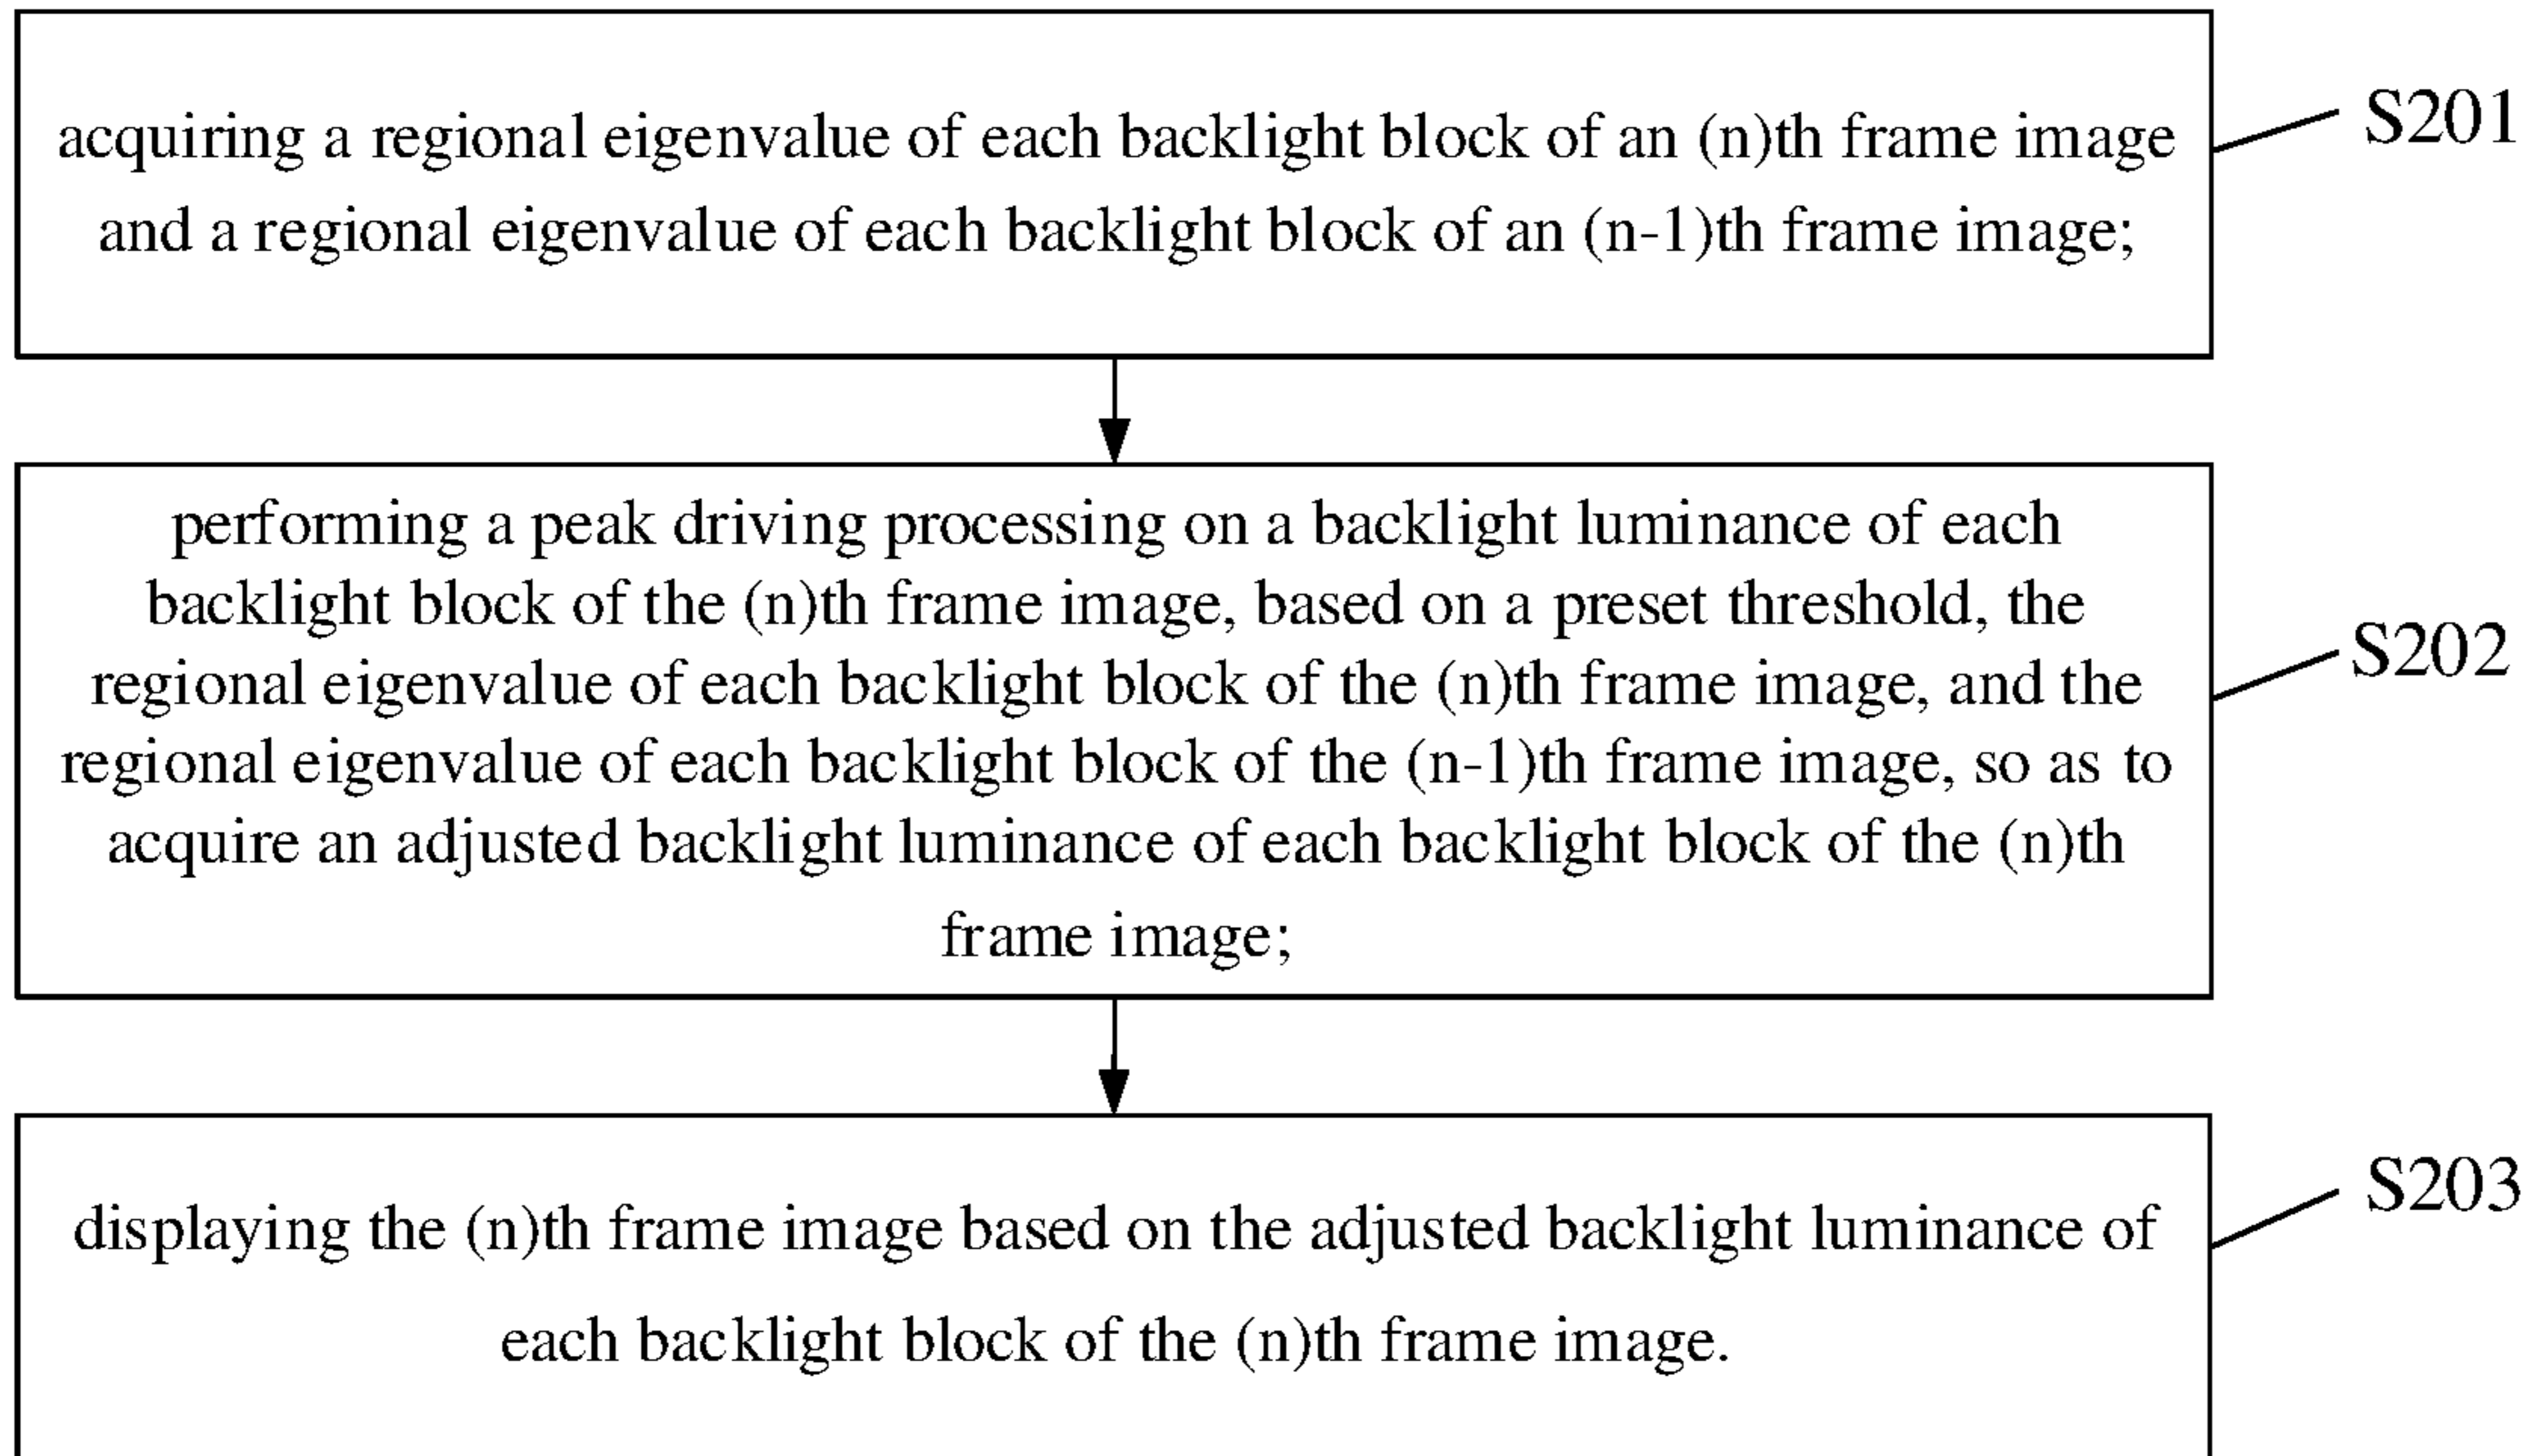 acquiring a regional eigenvalue of each backlight block of an (n)th frame image
and a regional eigenvalue of each backlight block of an (n-1)th frame image;
S201
performing a peak driving processing on a backlight luminance of each
backlight block of the (n)th frame image, based on a preset threshold, the
regional eigenvalue of each backlight block of the (n)th frame image, and the
regional eigenvalue of each backlight block of the (n-1)th frame image, so as to
acquire an adjusted backlight luminance of each backlight block of the (n)th
frame image;
S202
displaying the (n)th frame image based on the adjusted backlight luminance of
each backlight block of the (n)th frame image.
S203